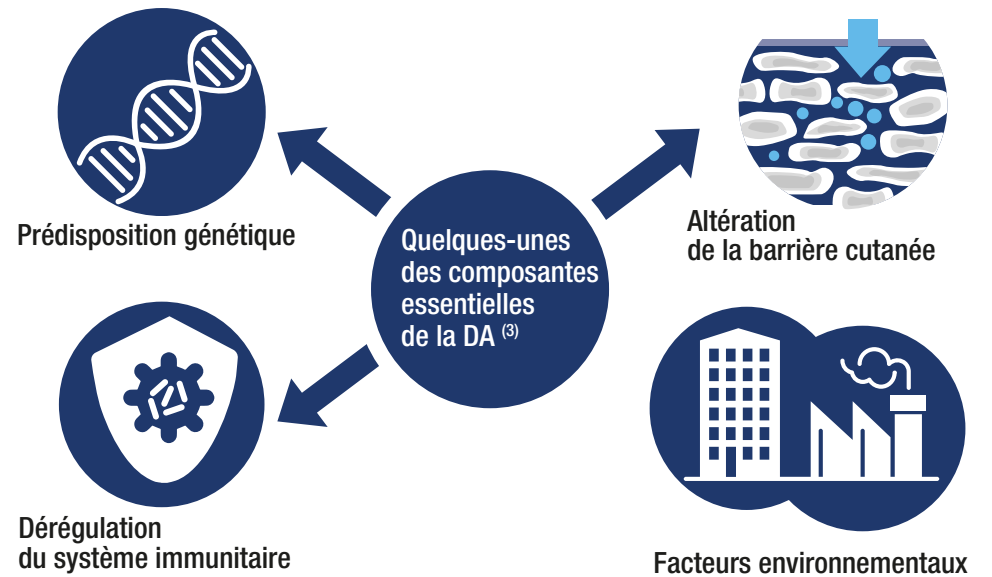 Prédisposition génétique
Altération
de la barrière cutanée
Quelques-unes
des composantes
essentielles
de la DA (3)
Dérégulation
du système immunitaire
Facteurs environnementaux